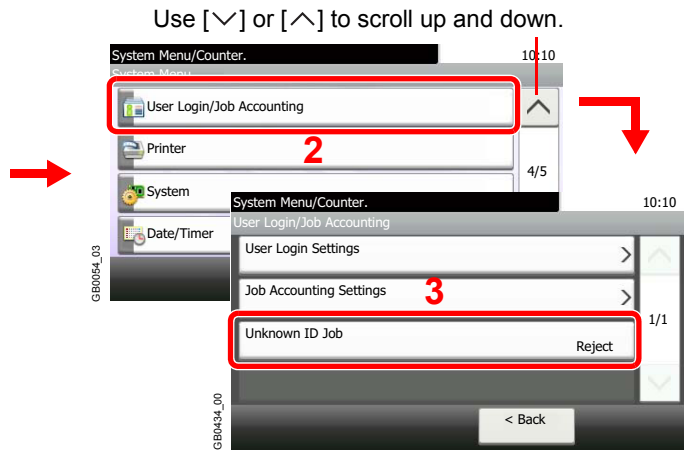 Use [∨] or [∧] to scroll up and down.
System Menu/Counter.
10:10
System Menu
User Login/Job Accounting
Printer
2
4/5
System
Date/Timer
GB0054_03
System Menu/Counter.
10:10
User Login/Job Accounting
User Login Settings
Job Accounting Settings
3
1/1
Unknown ID Job
Reject
< Back
GB0434_00